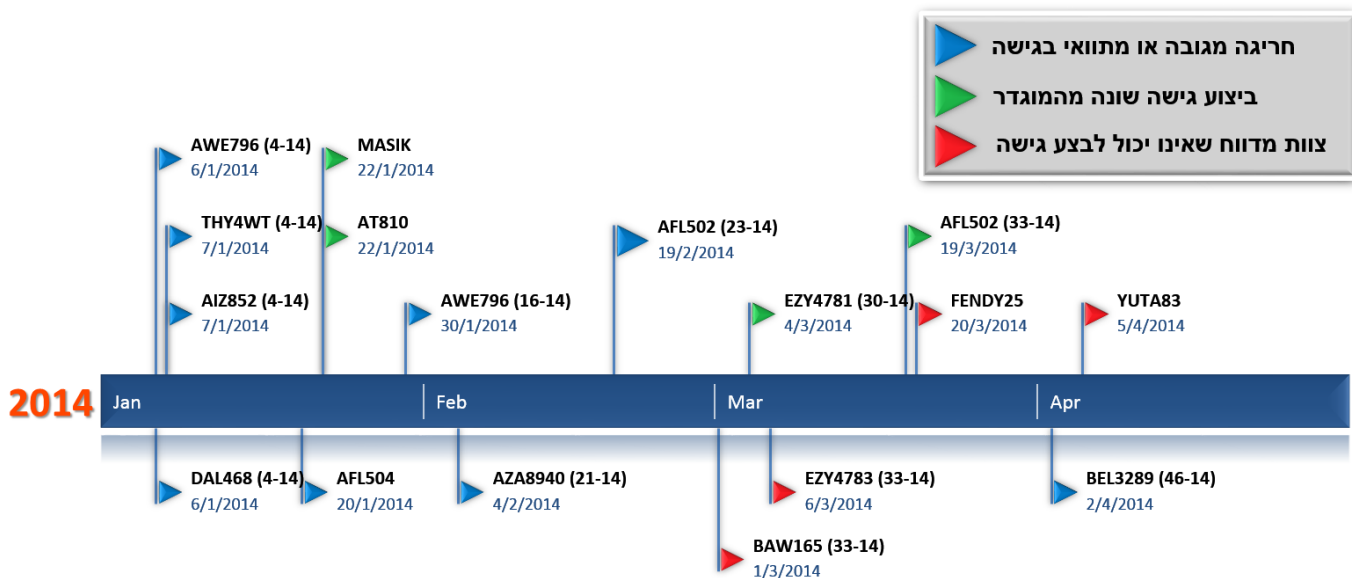 חריגה מגובה או מתוואי בגישה
ביצוע גישה שונה מהמוגדר
צוות מדווח שאינו יכול לבצע גישה
AWE796 (4-14)
6/1/2014
MASIK
22/1/2014
THY4WT (4-14)
7/1/2014
AT810
22/1/2014
AFL502 (23-14)
19/2/2014
AFL502 (33-14)
19/3/2014
AIZ852 (4-14)
7/1/2014
AWE796 (16-14)
30/1/2014
EZY4781 (30-14)
4/3/2014
FENDY25
20/3/2014
YUTA83
5/4/2014
2014
Jan
Feb
Mar
Apr
DAL468 (4-14)
6/1/2014
AFL504
20/1/2014
AZA8940 (21-14)
4/2/2014
EZY4783 (33-14)
6/3/2014
BEL3289 (46-14)
2/4/2014
BAW165 (33-14)
1/3/2014